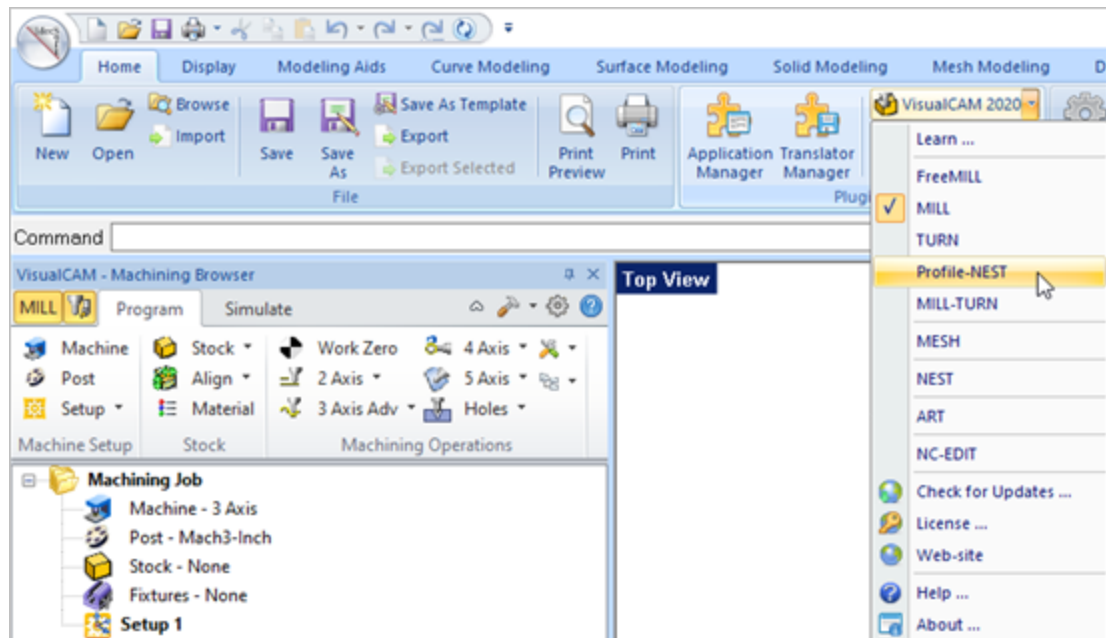 Home Display Modeling Aids Curve Modeling Surface Modeling Solid Modeling Mesh Modeling D
New
Open
Browse
Import
Save
Save As
Save As Template
Export
Export Selected
Print Preview
Print
File
Application Manager
Translator Manager
Plugi
VisualCAM 2020
Learn ...
FreeMILL
MILL
TURN
Profile-NEST
MILL-TURN
MESH
NEST
ART
NC-EDIT
Check for Updates ...
License ...
Web-site
Help ...
About ...
Command
VisualCAM - Machining Browser
MILL Program Simulate
Machine Stock Work Zero 4 Axis
Post Align 2 Axis 5 Axis
Setup Material 3 Axis Adv Holes
Machine Setup Stock Machining Operations
Machining Job
Machine - 3 Axis
Post - Mach3-Inch
Stock - None
Fixtures - None
Setup 1
Top View